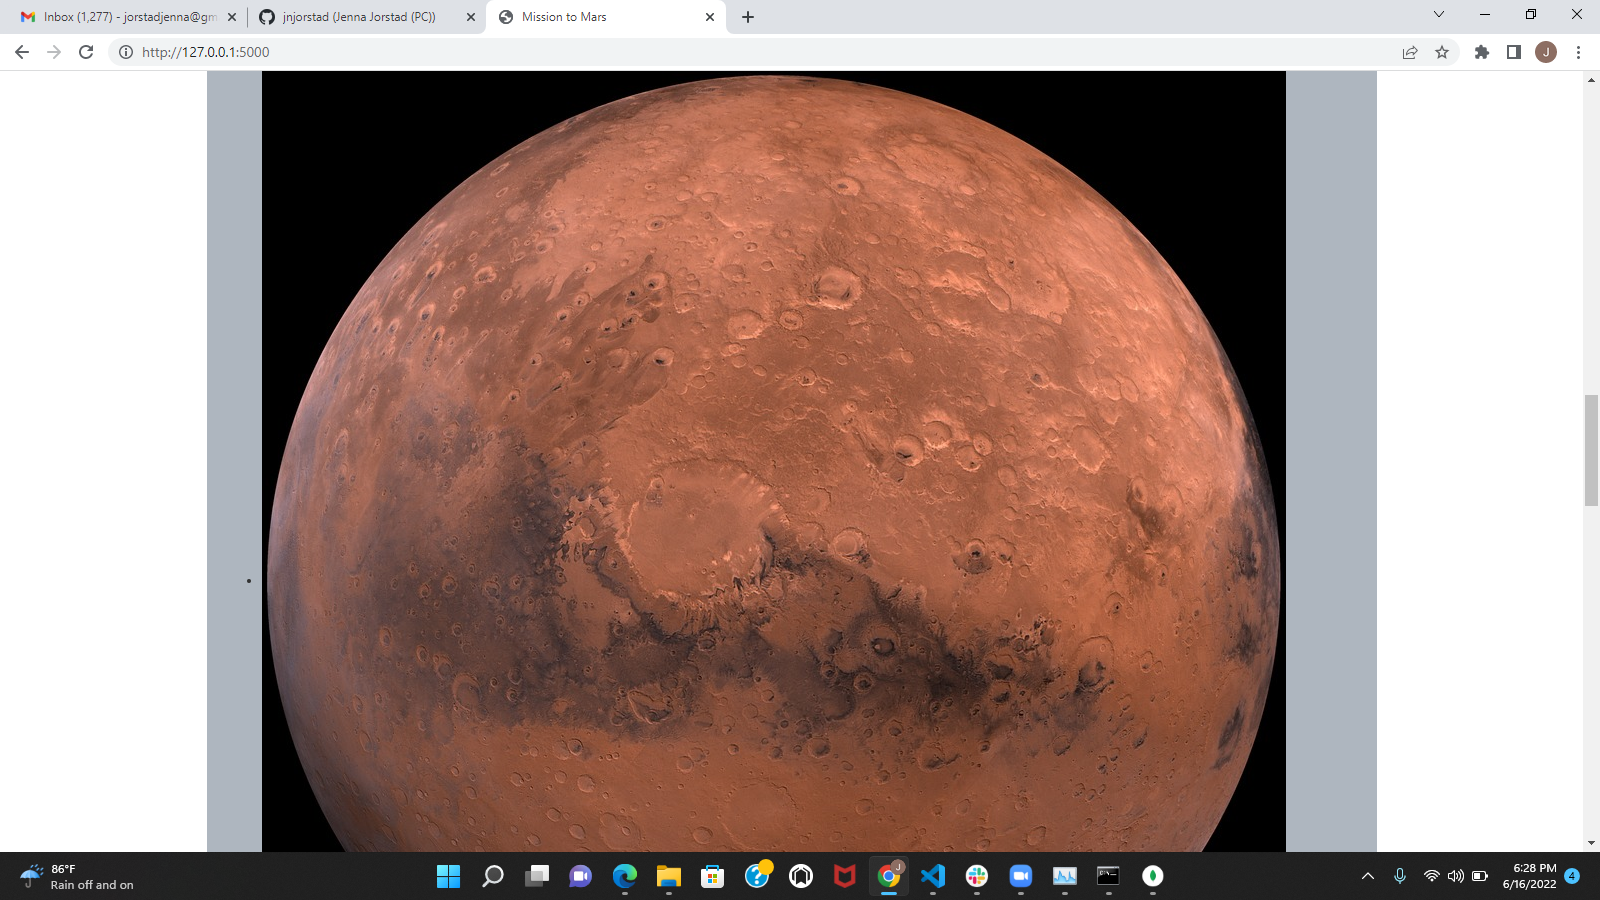 Inbox (1,277) - jorstadjenna@gm
jnjorstad (Jenna Jorstad (PC))
Mission to Mars
http://127.0.0.1:5000
J
J
86°F
Rain off and on
6:28 PM
6/16/2022
4